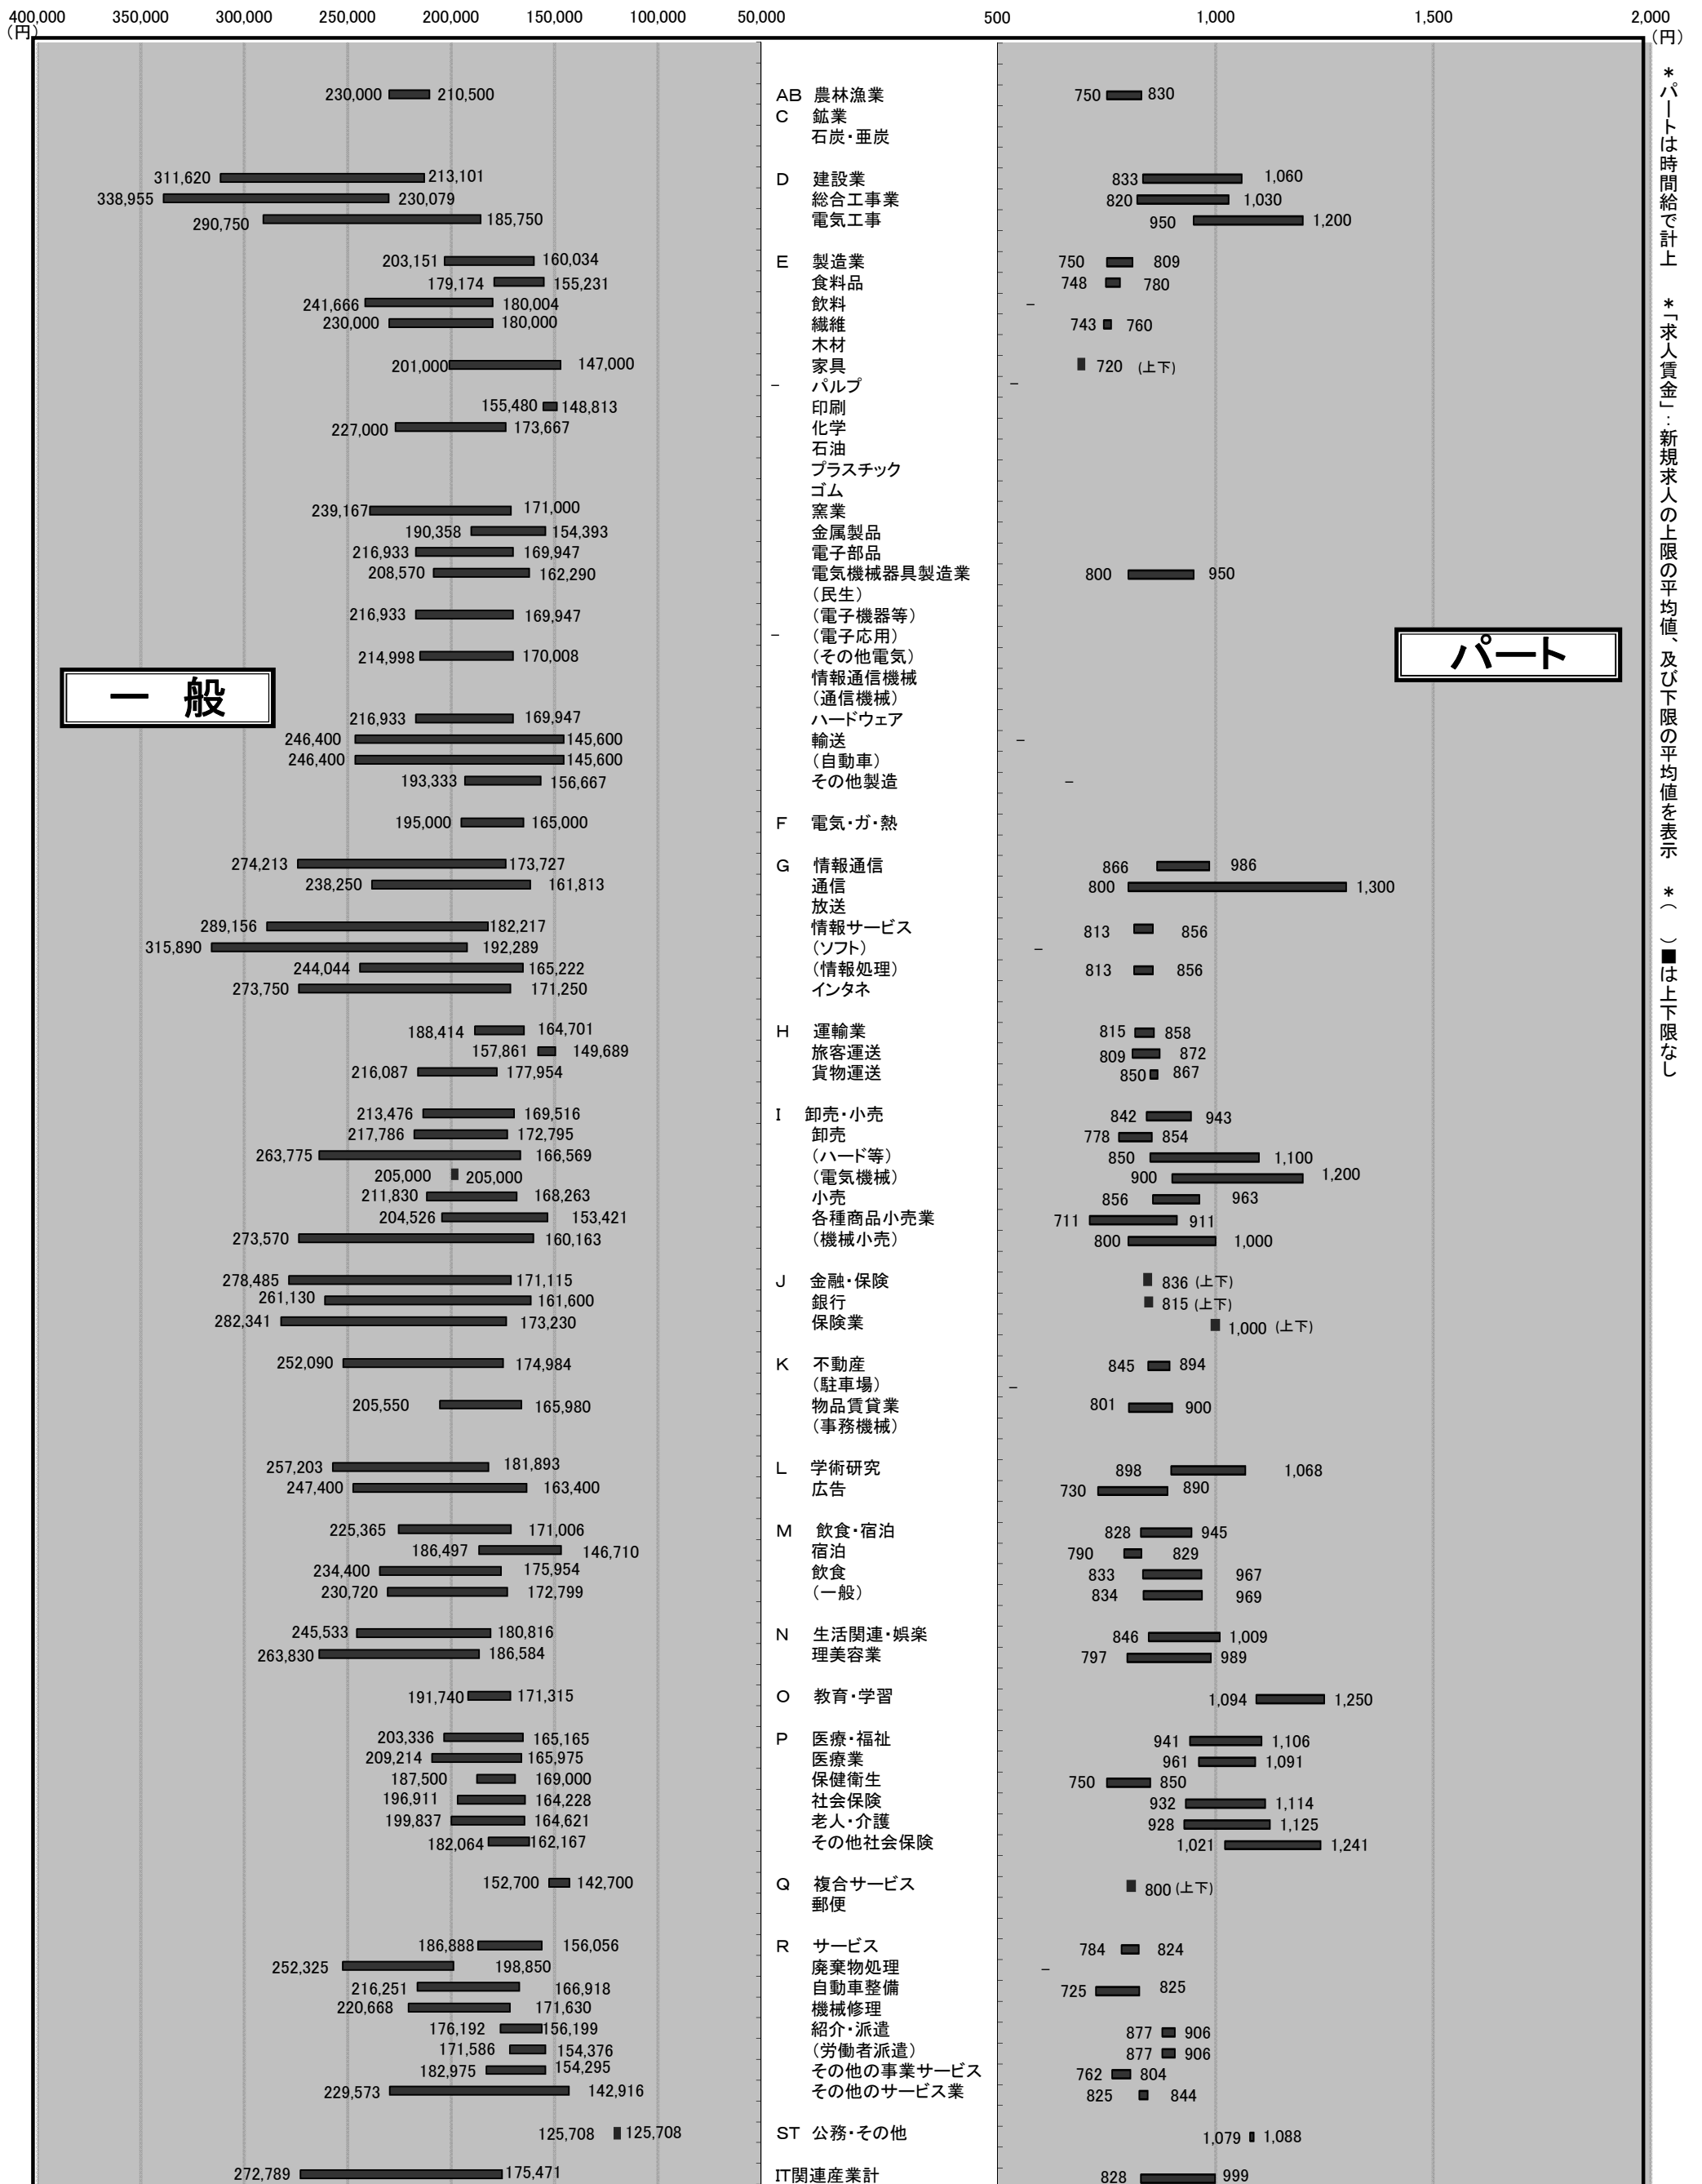 400,000 350,000 300,000 250,000 200,000 150,000 100,000 50,000 500 1,000 1,500 2,000
(円) (円)
230,000 210,500 AB 農林漁業 750 830
C 鉱業
石炭・亜炭
311,620 213,101 D 建設業 833 1,060
338,955 230,079 総合工事業 820 1,030
290,750 185,750 電気工事 950 1,200
203,151 160,034 E 製造業 750 809
179,174 155,231 食料品 748 780
241,666 180,004 飲料 –
230,000 180,000 繊維 743 760
木材
201,000 147,000 家具 720 (上下)
– パルプ –
155,480 148,813 印刷
227,000 173,667 化学
石油
プラスチック
ゴム
239,167 171,000 窯業
190,358 154,393 金属製品
216,933 169,947 電子部品
208,570 162,290 電気機械器具製造業 800 950
(民生)
216,933 169,947 (電子機器等)
– (電子応用)
214,998 170,008 (その他電気)
情報通信機械
(通信機械)
216,933 169,947 ハードウェア
246,400 145,600 輸送 –
246,400 145,600 (自動車)
193,333 156,667 その他製造 –
195,000 165,000 F 電気・ガ・熱
274,213 173,727 G 情報通信 866 986
238,250 161,813 通信 800 1,300
放送
289,156 182,217 情報サービス 813 856
315,890 192,289 (ソフト) –
244,044 165,222 (情報処理) 813 856
273,750 171,250 インタネ
188,414 164,701 H 運輸業 815 858
157,861 149,689 旅客運送 809 872
216,087 177,954 貨物運送 850 867
213,476 169,516 I 卸売・小売 842 943
217,786 172,795 卸売 778 854
263,775 166,569 (ハード等) 850 1,100
205,000 205,000 (電気機械) 900 1,200
211,830 168,263 小売 856 963
204,526 153,421 各種商品小売業 711 911
273,570 160,163 (機械小売) 800 1,000
278,485 171,115 J 金融・保険 836 (上下)
261,130 161,600 銀行 815 (上下)
282,341 173,230 保険業 1,000 (上下)
252,090 174,984 K 不動産 845 894
(駐車場) –
205,550 165,980 物品賃貸業 801 900
(事務機械)
257,203 181,893 L 学術研究 898 1,068
247,400 163,400 広告 730 890
225,365 171,006 M 飲食・宿泊 828 945
186,497 146,710 宿泊 790 829
234,400 175,954 飲食 833 967
230,720 172,799 (一般) 834 969
245,533 180,816 N 生活関連・娯楽 846 1,009
263,830 186,584 理美容業 797 989
191,740 171,315 O 教育・学習 1,094 1,250
203,336 165,165 P 医療・福祉 941 1,106
209,214 165,975 医療業 961 1,091
187,500 169,000 保健衛生 750 850
196,911 164,228 社会保険 932 1,114
199,837 164,621 老人・介護 928 1,125
182,064 162,167 その他社会保険 1,021 1,241
152,700 142,700 Q 複合サービス 800 (上下)
郵便
186,888 156,056 R サービス 784 824
252,325 198,850 廃棄物処理 –
216,251 166,918 自動車整備 725 825
220,668 171,630 機械修理
176,192 156,199 紹介・派遣 877 906
171,586 154,376 (労働者派遣) 877 906
182,975 154,295 その他の事業サービス 762 804
229,573 142,916 その他のサービス業 825 844
125,708 125,708 ST 公務・その他 1,079 1,088
272,789 175,471 IT関連産業計 828 999
一 般
パート
*パートは時間給で計上 *「求人賃金」:新規求人の上限の平均値、及び下限の平均値を表示 *( )■は上下限なし